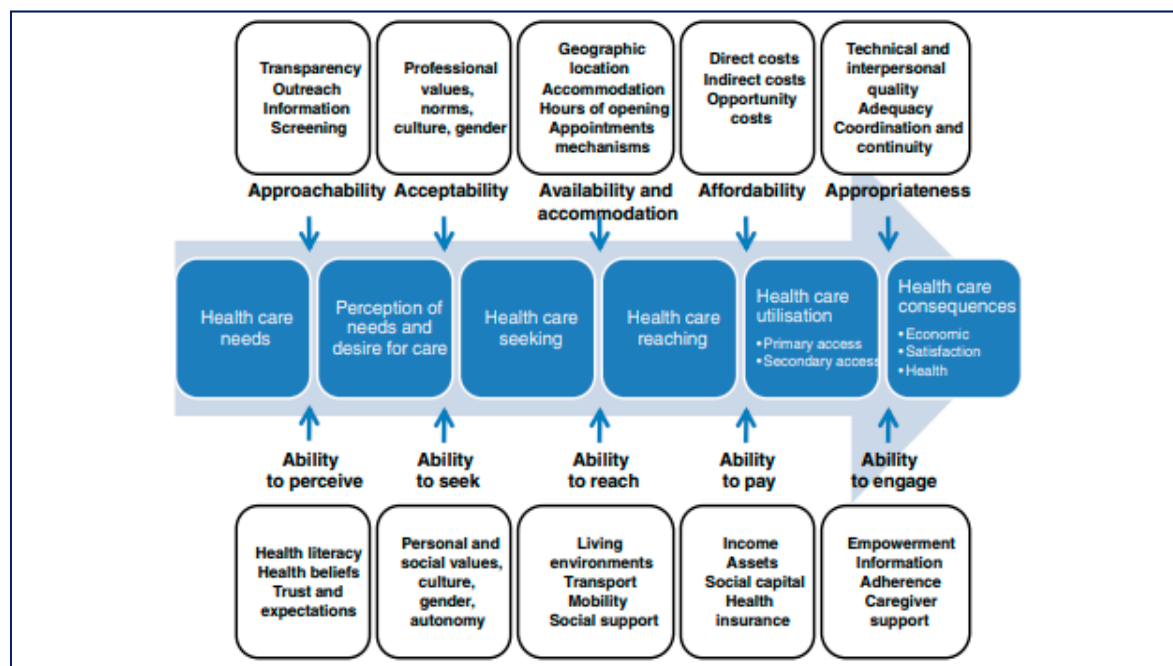 Transparency
Outreach
Information
Screening
Professional
values,
norms,
culture, gender
Geographic
location
Accommodation
Hours of opening
Appointments
mechanisms
Direct costs
Indirect costs
Opportunity
costs
Technical and
interpersonal
quality
Adequacy
Coordination and
continuity
Approachability
Acceptability
Availability and
accommodation
Affordability
Appropriateness
Health care
needs
Perception of
needs and
desire for care
Health care
seeking
Health care
reaching
Health care
utilisation
• Primary access
• Secondary access
Health care
consequences
• Economic
• Satisfaction
• Health
Ability
to perceive
Ability
to seek
Ability
to reach
Ability
to pay
Ability
to engage
Health literacy
Health beliefs
Trust and
expectations
Personal and
social values,
culture,
gender,
autonomy
Living
environments
Transport
Mobility
Social support
Income
Assets
Social capital
Health
insurance
Empowerment
Information
Adherence
Caregiver
support